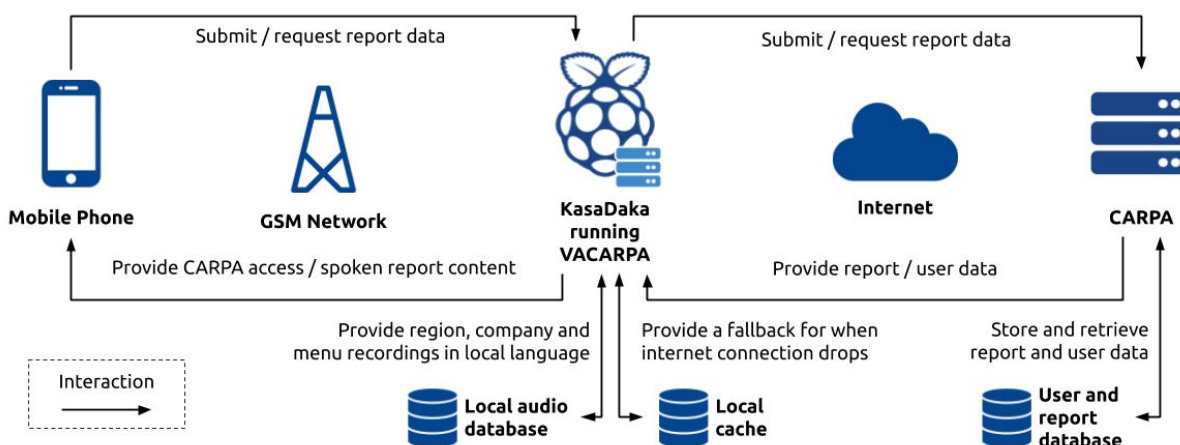 Submit / request report data
Submit / request report data
Mobile Phone
GSM Network
KasaDaka
running
VACARPA
Internet
CARPA
Provide CARPA access / spoken report content
Provide report / user data
Provide region, company and
menu recordings in local language
Provide a fallback for when
internet connection drops
Store and retrieve
report and user data
Interaction
Local audio
database
Local
cache
User and
report
database